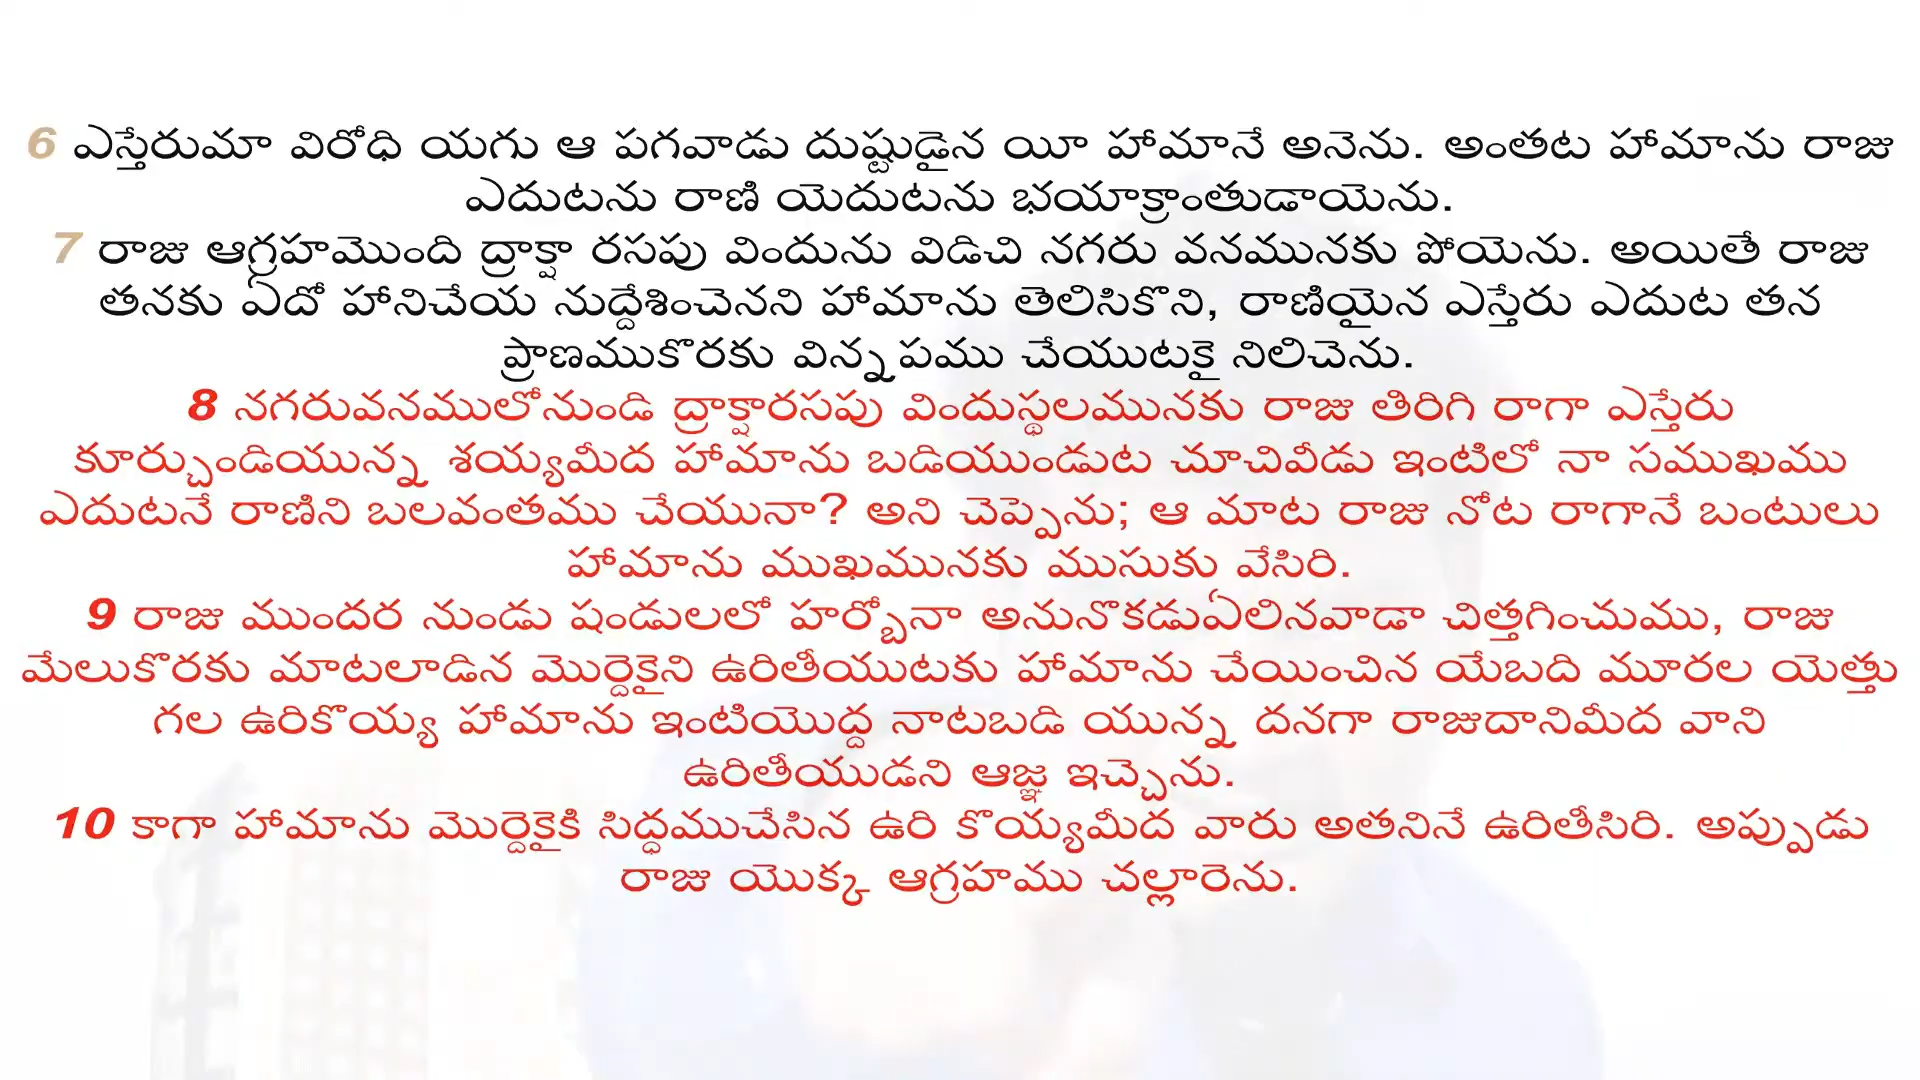 6 ఎస్తేరుమా విరోధి యగు ఆ పగవాడు దుష్టుడైన యీ హామానే అనెను. అంతట హామాను రాజు
ఎదుటను రాణి యెదుటను భయాక్రాంతుడాయెను.
7 రాజు ఆగ్రహమొంది ద్రాక్షా రసపు విందును విడిచి నగరు వనమునకు పోయెను. అయితే రాజు
తనకు ఏదో హానిచేయ నుద్దేశించెనని హామాను తెలిసికొని, రాణియైన ఎస్తేరు ఎదుట తన
ప్రాణముకొరకు విన్నపము చేయుటకై నిలిచెను.
8 నగరువనములోనుండి ద్రాక్షారసపు విందుస్థలమునకు రాజు తిరిగి రాగా ఎస్తేరు
కూర్చుండియున్న శయ్యమీద హామాను బడియుండుట చూచివీడు ఇంటిలో నా సముఖము
ఎదుటనే రాణిని బలవంతము చేయునా? అని చెప్పెను; ఆ మాట రాజు నోట రాగానే బంటులు
హామాను ముఖమునకు ముసుకు వేసిరి.
9 రాజు ముందర నుండు షండులలో హర్బోనా అనునొకడుఏలినవాడా చిత్తగించుము, రాజు
మేలుకొరకు మాటలాడిన మొర్దెకైని ఉరితీయుటకు హామాను చేయించిన యేబది మూరల యెత్తు
గల ఉరికొయ్య హామాను ఇంటియొద్ద నాటబడి యున్న దనగా రాజుదానిమీద వాని
ఉరితీయుడని ఆజ్ఞ ఇచ్చెను.
10 కాగా హామాను మొర్దెకైకి సిద్ధముచేసిన ఉరి కొయ్యమీద వారు అతనినే ఉరితీసిరి. అప్పుడు
రాజు యొక్క ఆగ్రహము చల్లారెను.